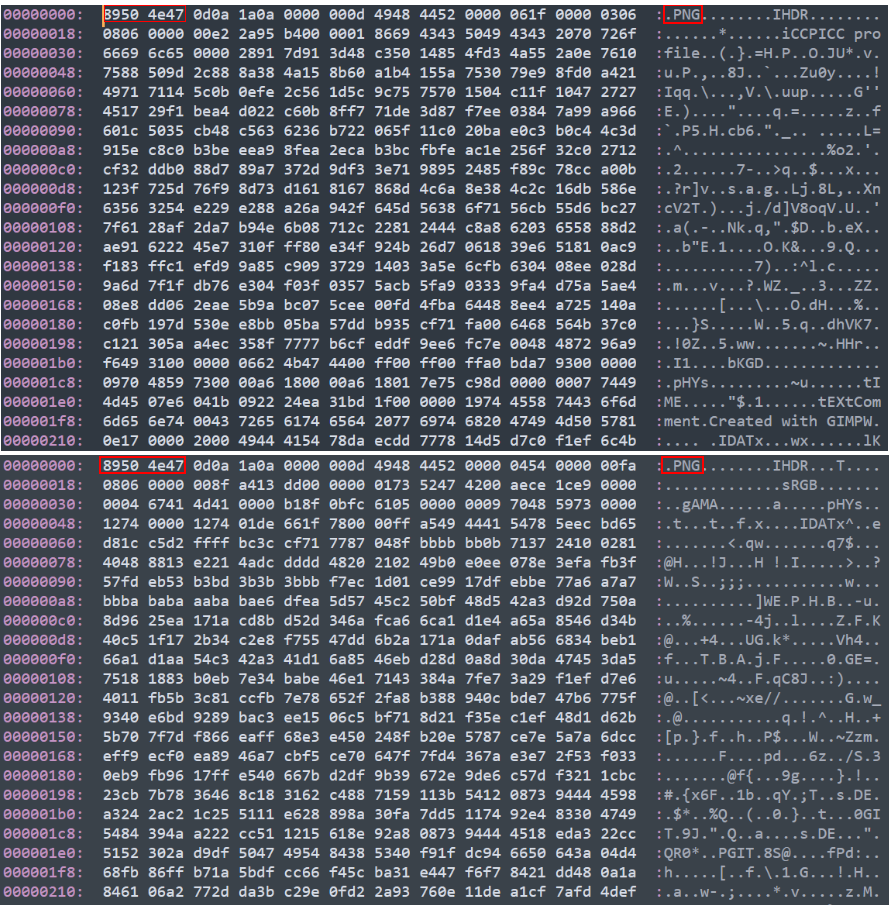 00000000: 8950 4e47 0d0a 1a0a 0000 000d 4948 4452 0000 061f 0000 0306 :.PNG........IHDR........
00000018: 0806 0000 00e2 2a95 b400 0001 8669 4343 5049 4343 2070 726f :......*......iCCPICC pro
00000030: 6669 6c65 0000 2891 7d91 3d48 c350 1485 4fd3 4a55 2a0e 7610 :file..(.}.=H.P..O.JU*.v.
00000048: 7588 509d 2c88 8a38 4a15 8b60 a1b4 155a 7530 79e9 8fd0 a421 :u.P.,..8J..`...Zu0y....!
00000060: 4971 7114 5c0b 0efe 2c56 1d5c 9c75 7570 1504 c11f 1047 2727 :Iqq.\...,V.\.uup.....G''
00000078: 4517 29f1 bea4 d022 c60b 8ff7 71de 3d87 f7ee 0384 7a99 a966 :E.)...."....q.=.....z..f
00000090: 601c 5035 cb48 c563 6236 b722 065f 11c0 20ba e0c3 b0c4 4c3d :`.P5.H.cb6."._.. .....L=
000000a8: 915e c8c0 b3be eea9 8fea 2eca b3bc fbfe ac1e 256f 32c0 2712 :.^..............%o2.'.
000000c0: cf32 ddb0 88d7 89a7 372d 9df3 3e71 9895 2485 f89c 78cc a00b :.2......7-..>q..$...x...
000000d8: 123f 725d 76f9 8d73 d161 8167 868d 4c6a 8e38 4c2c 16db 586e :.?r]v..s.a.g..Lj.8L,..Xn
000000f0: 6356 3254 e229 e288 a26a 942f 645d 5638 6f71 56cb 55d6 bc27 :cV2T.)...j./d]V8oqV.U..'
00000108: 7f61 28af 2da7 b94e 6b08 712c 2281 2444 c8a8 6203 6558 88d2 :.a(.-..Nk.q,".$D..b.eX..
00000120: ae91 6222 45e7 310f ff80 e34f 924b 26d7 0618 39e6 5181 0ac9 :..b"E.1....O.K&...9.Q...
00000138: f183 ffc1 efd9 9a85 c909 3729 1403 3a5e 6cfb 6304 08ee 028d :..........7)..:^l.c.....
00000150: 9a6d 7f1f db76 e304 f03f 0357 5acb 5fa9 0333 9fa4 d75a 5ae4 :.m...v...?.WZ._..3...ZZ.
00000168: 08e8 dd06 2eae 5b9a bc07 5cee 00fd 4fba 6448 8ee4 a725 140a :......[...\...O.dH...%..
00000180: c0fb 197d 530e e8bb 05ba 57dd b935 cf71 fa00 6468 564b 37c0 :...}S.....W..5.q..dhVK7.
00000198: c121 305a a4ec 358f 7777 b6cf eddf 9ee6 fc7e 0048 4872 96a9 :.!0Z..5.ww.......~.HHr..
000001b0: f649 3100 0000 0662 4b47 4400 ff00 ff00 ffa0 bda7 9300 0000 :.I1....bKGD.............
000001c8: 0970 4859 7300 00a6 1800 00a6 1801 7e75 c98d 0000 0007 7449 :.pHYs.........~u......tI
000001e0: 4d45 07e6 041b 0922 24ea 31bd 1f00 0000 1974 4558 7443 6f6d :ME....."$.1......tEXtCom
000001f8: 6d65 6e74 0043 7265 6174 6564 2077 6974 6820 4749 4d50 5781 :ment.Created with GIMPW.
00000210: 0e17 0000 2000 4944 4154 78da ecdd 7778 14d5 d7c0 f1ef 6c4b :.... .IDATx...wx......lK
00000000: 8950 4e47 0d0a 1a0a 0000 000d 4948 4452 0000 0454 0000 00fa :.PNG........IHDR...T....
00000018: 0806 0000 008f a413 dd00 0000 0173 5247 4200 aece 1ce9 0000 :.............sRGB.......
00000030: 0004 6741 4d41 0000 b18f 0bfc 6105 0000 0009 7048 5973 0000 :..gAMA......a.....pHYs..
00000048: 1274 0000 1274 01de 661f 7800 00ff a549 4441 5478 5eec bd65 :.t...t..f.x....IDATx^..e
00000060: d81c c5d2 ffff bc3c cf71 7787 048f bbbb bb0b 7137 2410 0281 :.......<.qw.......q7$...
00000078: 4048 8813 e221 4adc dddd 4820 2102 49b0 e0ee 078e 3efa fb3f :@H...!J...H !.I.....>..?
00000090: 57fd eb53 b3bd 3b3b 3bbb f7ec 1d01 ce99 17df ebbe 77a6 a7a7 :W..S..;;;...........w...
000000a8: bbba baba aaba bae6 dfea 5d57 45c2 50bf 48d5 42a3 d92d 750a :..........]WE.P.H.B..-u.
000000c0: 8d96 25ea 171a cd8b d52d 346a fca6 6ca1 d1e4 a65a 8546 d34b :..%......-4j..l....Z.F.K
000000d8: 40c5 1f17 2b34 c2e8 f755 47dd 6b2a 171a 0daf ab56 6834 beb1 :@...+4...UG.k*.....Vh4..
000000f0: 66a1 d1aa 54c3 42a3 41d6 6a85 46eb d28d 0a8d 30da 4745 3da5 :f...T.B.A.j.F.....0.GE=.
00000108: 7518 1883 b0eb 7e34 babe 46e1 7143 384a 7fe7 3a29 f1ef d7e6 :u.....~4..F.qC8J..:)....
00000120: 4011 fb5b 3c81 ccfb 7e78 652f 2fa8 b388 940c bde7 47b6 775f :@..[<...~xe//.......G.w_
00000138: 9340 e6bd 9289 bac3 ee15 06c5 bf71 8d21 f35e c1ef 48d1 d62b :.@...........q.!.^..H..+
00000150: 5b70 7f7d f866 eaff 68e3 e450 248f b20e 5787 ce7e 5a7a 6dcc :[p.}.f..h..P$...W..~Zzm.
00000168: eff9 ecf0 ea89 46a7 cbf5 ce70 647f 7fd4 367a e3e7 2f53 f033 :......F....pd...6z../S.3
00000180: 0eb9 fb96 17ff e540 667b d2df 9b39 672e 9de6 c57d f321 1cbc :.......@f{...9g....}.!..
00000198: 23cb 7b78 3646 8c18 3162 c488 7159 113b 5412 0873 9444 4598 :#.{x6F..1b..qY.;T..s.DE.
000001b0: a324 2ac2 1c25 5111 e628 898a 30fa 7dd5 1174 92e4 8330 4749 :.$*..%Q..(..0.}..t...0GI
000001c8: 5484 394a a222 cc51 1215 618e 92a8 0873 9444 4518 eda3 22cc :T.9J.".Q..a....s.DE...".
000001e0: 5152 302a d9df 5047 4954 8438 5340 f91f dc94 6650 643a 04d4 :QR0*..PGIT.8S@....fPd:..
000001f8: 68fb 86ff b71a 5bdf cc66 f45c ba31 e447 f6f7 8421 dd48 0a1a :h.....[..f.\.1.G...!.H..
00000210: 8461 06a2 772d da3b c29e 0fd2 2a93 760e 11de a1cf 7afd 4def :.a..w-.;....*.v.....z.M.